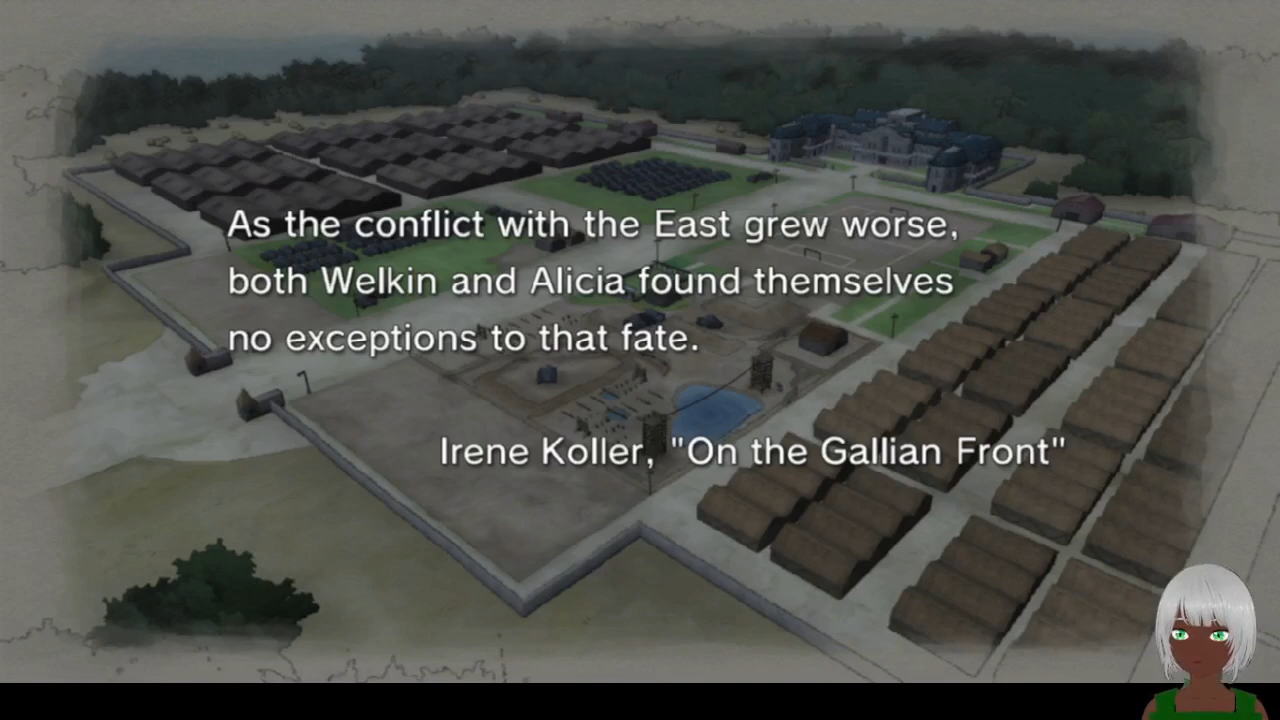 As the conflict with the East grew worse,
both Welkin and Alicia found themselves
no exceptions to that fate.
Irene Koller, "On the Gallian Front"